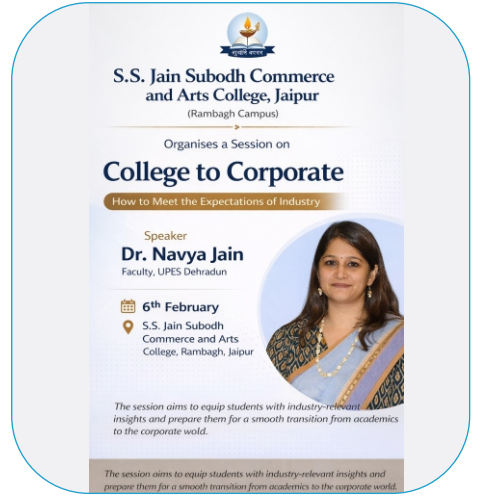 S.S. Jain Subodh Commerce
and Arts College, Jaipur
(Rambagh Campus)
Organises a Session on
College to Corporate
How to Meet the Expectations of Industry
Speaker
Dr. Navya Jain
Faculty, UPES Dehradun
6th February
S.S. Jain Subodh
Commerce and Arts
College, Rambagh, Jaipur
The session aims to equip students with industry-relevant
insights and prepare them for a smooth transition from academics
to the corporate wold.
The session aims to equip students with industry-relevant insights and
prepare them for a smooth transition from academics to the corporate world.